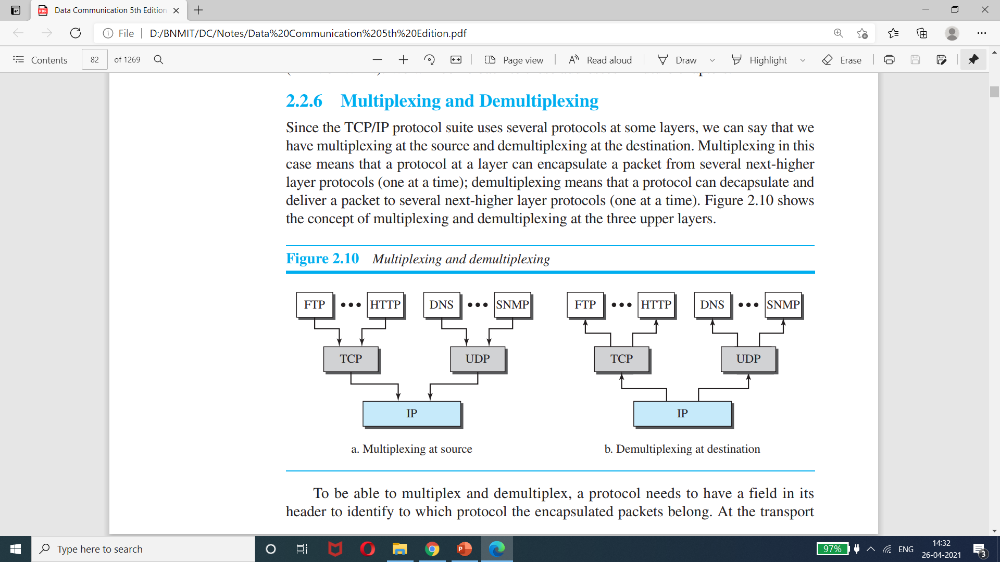 Data Communication 5th Edition
File
D:/BNMIT/DC/Notes/Data%20Communication%205th%20Edition.pdf
Contents
82
of 1269
Page view
Read aloud
Draw
Highlight
Erase
2.2.6 Multiplexing and Demultiplexing
Since the TCP/IP protocol suite uses several protocols at some layers, we can say that we
have multiplexing at the source and demultiplexing at the destination. Multiplexing in this
case means that a protocol at a layer can encapsulate a packet from several next-higher
layer protocols (one at a time); demultiplexing means that a protocol can decapsulate and
deliver a packet to several next-higher layer protocols (one at a time). Figure 2.10 shows
the concept of multiplexing and demultiplexing at the three upper layers.
Figure 2.10 Multiplexing and demultiplexing
FTP ••• HTTP DNS ••• SNMP
TCP UDP
IP
a. Multiplexing at source
FTP ••• HTTP DNS ••• SNMP
TCP UDP
IP
b. Demultiplexing at destination
To be able to multiplex and demultiplex, a protocol needs to have a field in its
header to identify to which protocol the encapsulated packets belong. At the transport
Type here to search
97%
ENG
14:32
26-04-2021
3